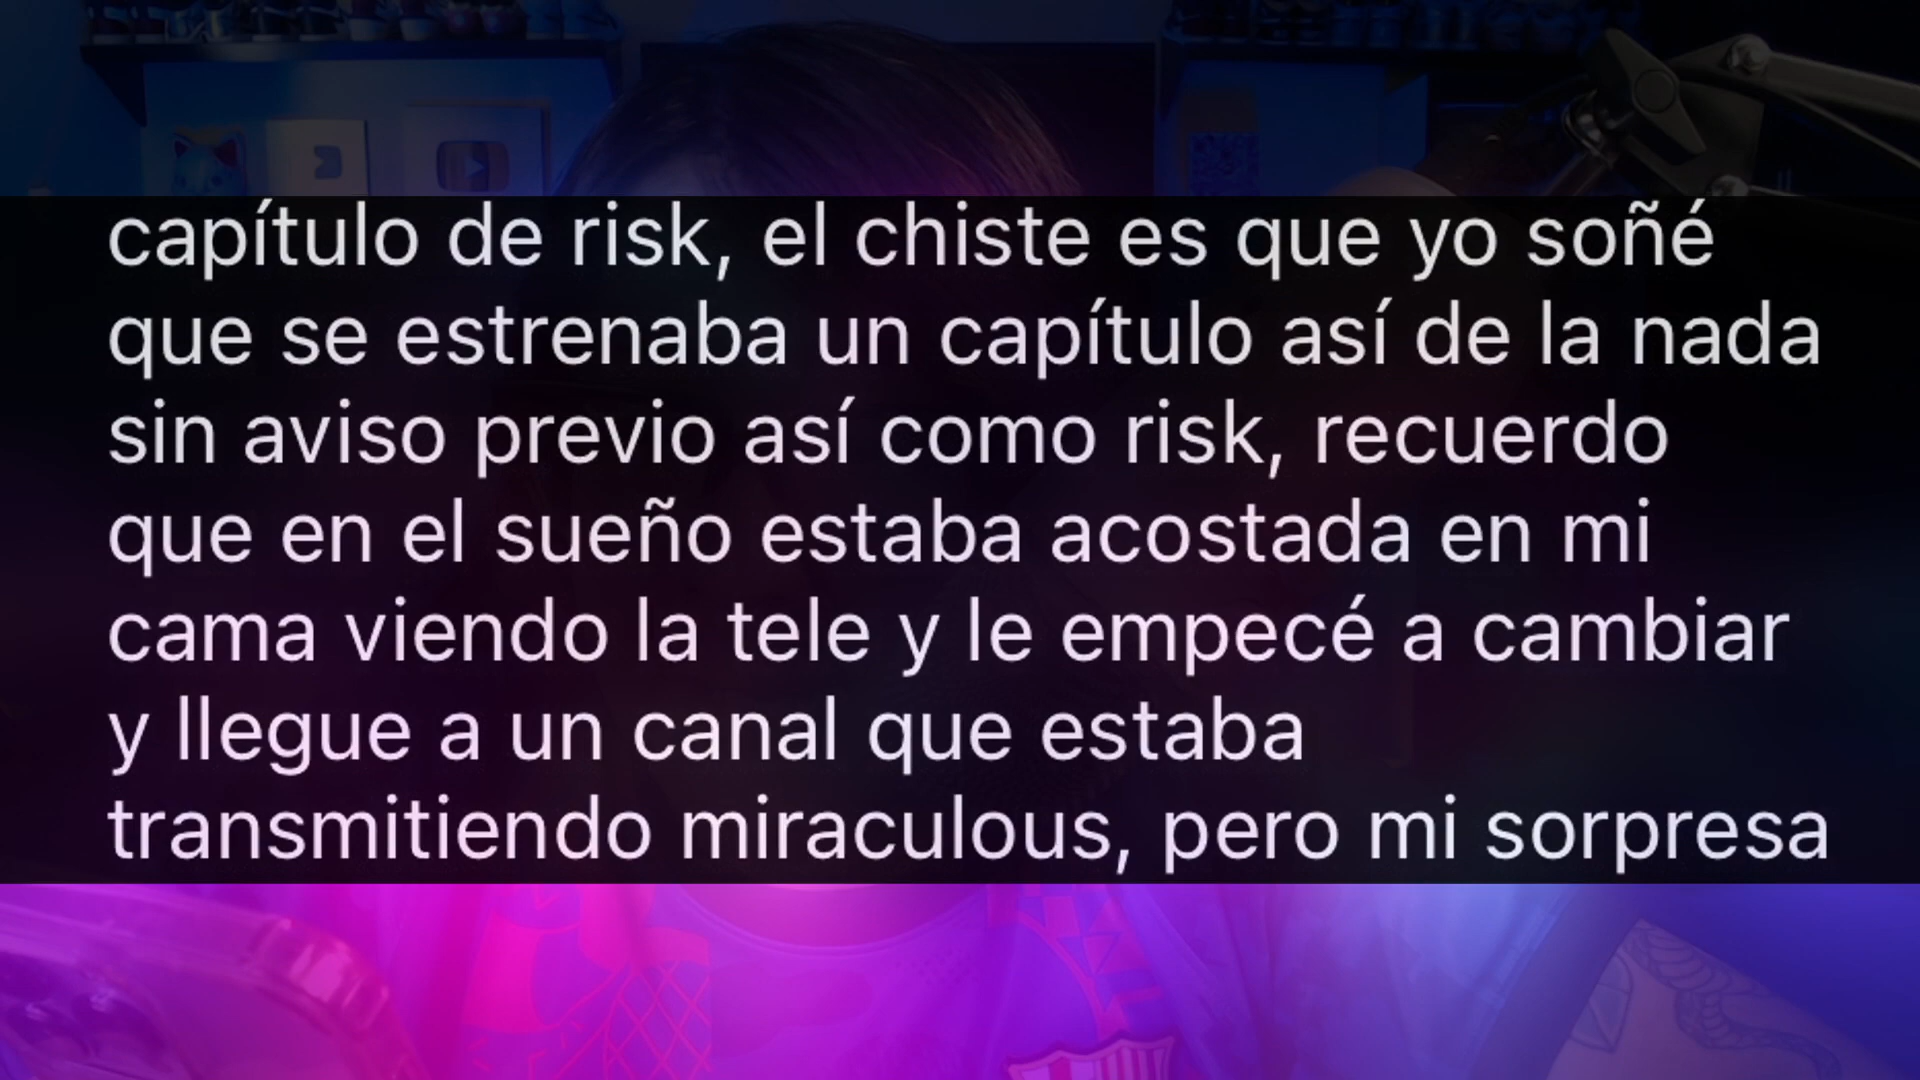 capítulo de risk, el chiste es que yo soñé
que se estrenaba un capítulo así de la nada
sin aviso previo así como risk, recuerdo
que en el sueño estaba acostada en mi
cama viendo la tele y le empecé a cambiar
y llegue a un canal que estaba
transmitiendo miraculous, pero mi sorpresa